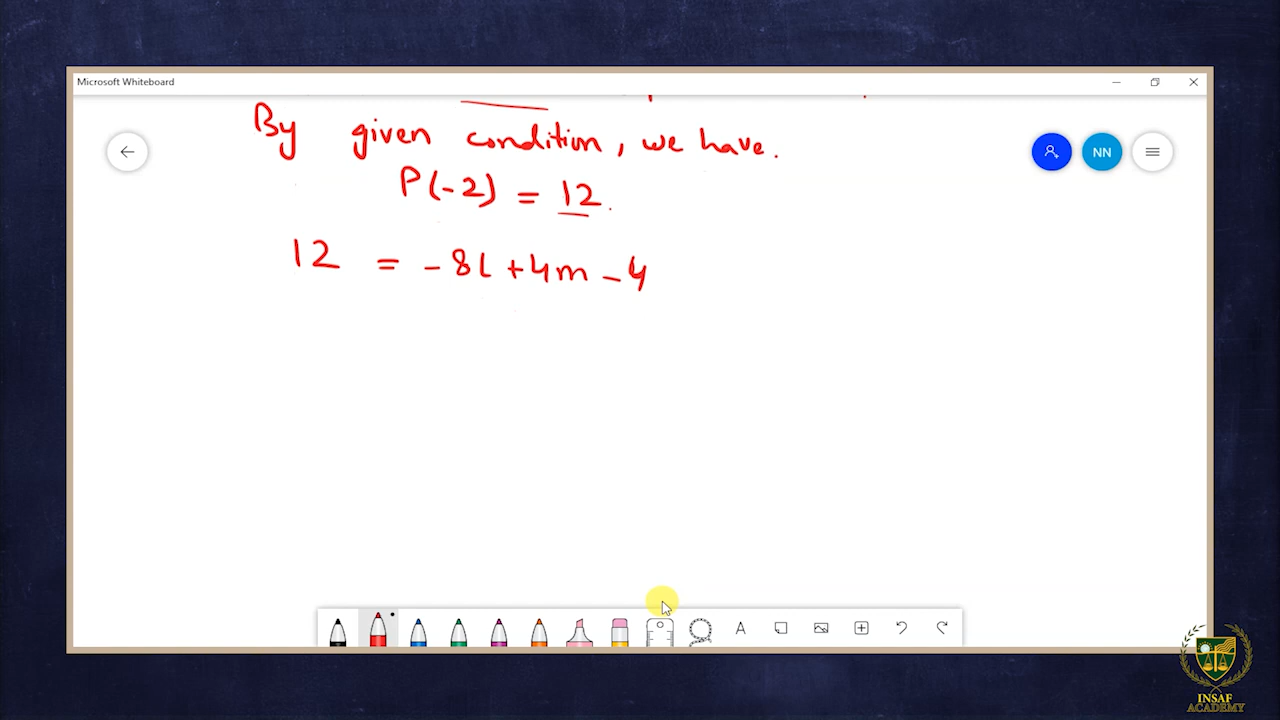 Microsoft Whiteboard
By given condition, we have.
P(-2) = 12.
NN
12 = -8l + 4m - 4
A
INSAF
ACADEMY